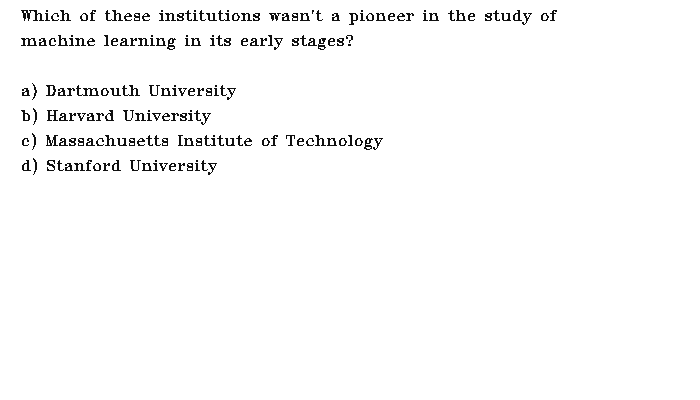 Which of these institutions wasn't a pioneer in the study of
machine learning in its early stages?
a) Dartmouth University
b) Harvard University
c) Massachusetts Institute of Technology
d) Stanford University